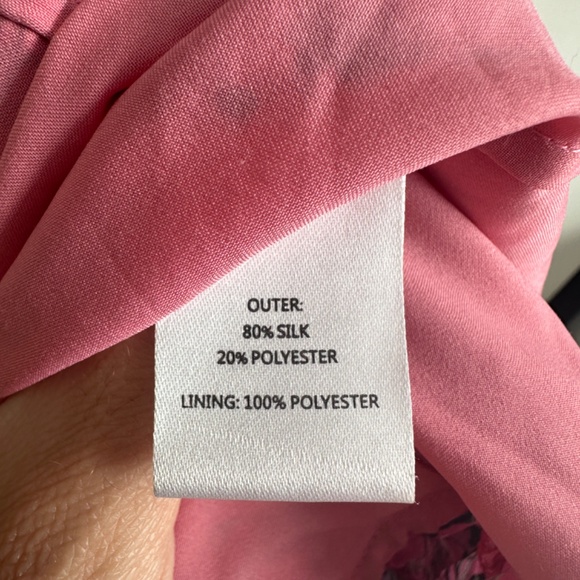 OUTER:
80% SILK
20% POLYESTER
LINING: 100% POLYESTER